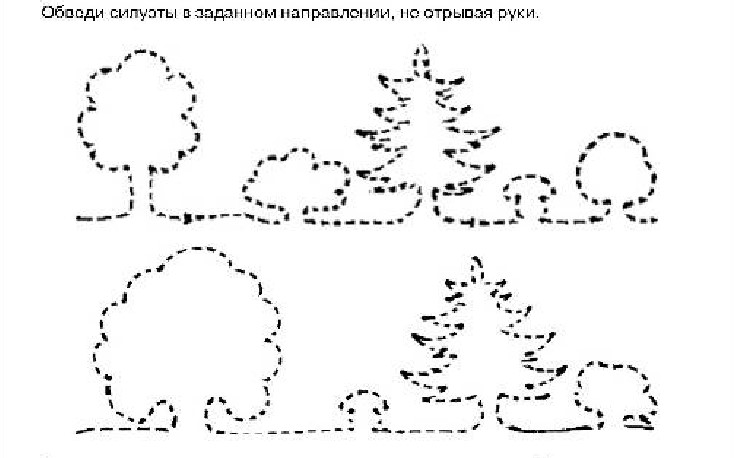 Обведи силуэты в заданном направлении, не отрывая руки.